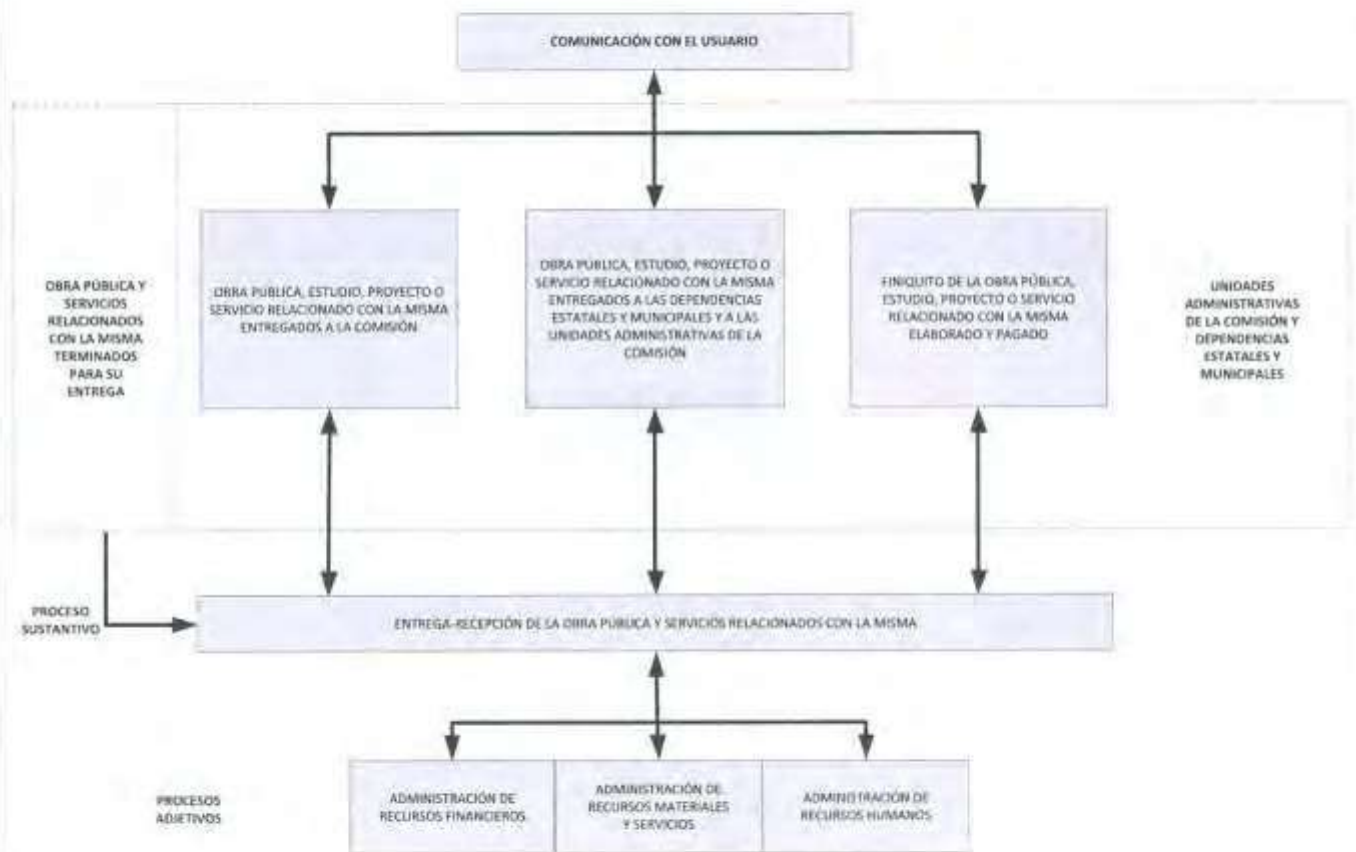 COMUNICACIÓN CON EL USUARIO
OBRA PÚBLICA Y
SERVICIOS
RELACIONADOS
CON LA MISMA
TERMINADOS
PARA SU
ENTREGA
OBRA PÚBLICA, ESTUDIO, PROYECTO O
SERVICIO RELACIONADO CON LA MISMA
ENTREGADOS A LA COMISIÓN
OBRA PÚBLICA, ESTUDIO, PROYECTO O
SERVICIO RELACIONADO CON LA MISMA
ENTREGADOS A LAS DEPENDENCIAS
ESTATALES Y MUNICIPALES Y A LAS
UNIDADES ADMINISTRATIVAS DE LA
COMISIÓN
FINIQUITO DE LA OBRA PÚBLICA,
ESTUDIO, PROYECTO O SERVICIO
RELACIONADO CON LA MISMA
ELABORADO Y PAGADO
UNIDADES
ADMINISTRATIVAS
DE LA COMISIÓN Y
DEPENDENCIAS
ESTATALES Y
MUNICIPALES
PROCESO
SUSTANTIVO
ENTREGA-RECEPCIÓN DE LA OBRA PÚBLICA Y SERVICIOS RELACIONADOS CON LA MISMA
PROCESOS
ADJETIVOS
ADMINISTRACIÓN DE
RECURSOS FINANCIEROS
ADMINISTRACIÓN DE
RECURSOS MATERIALES
Y SERVICIOS
ADMINISTRACIÓN DE
RECURSOS HUMANOS